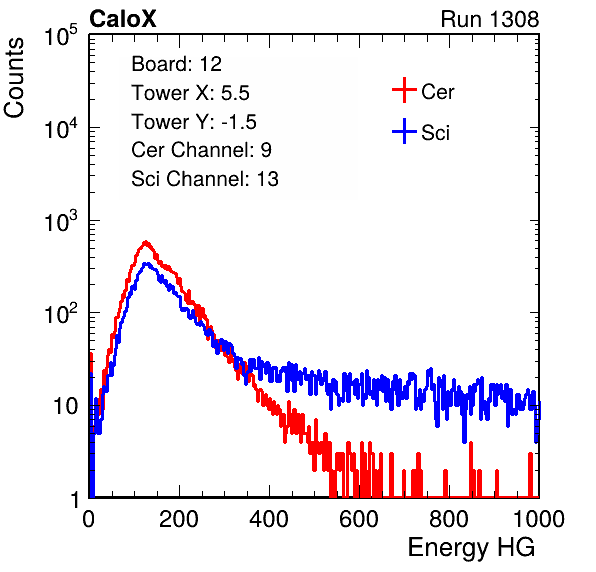 CaloX Run 1308
Counts
10^5
10^4
10^3
10^2
10
1
Board: 12
Tower X: 5.5
Tower Y: -1.5
Cer Channel: 9
Sci Channel: 13
Cer
Sci
0 200 400 600 800 1000
Energy HG